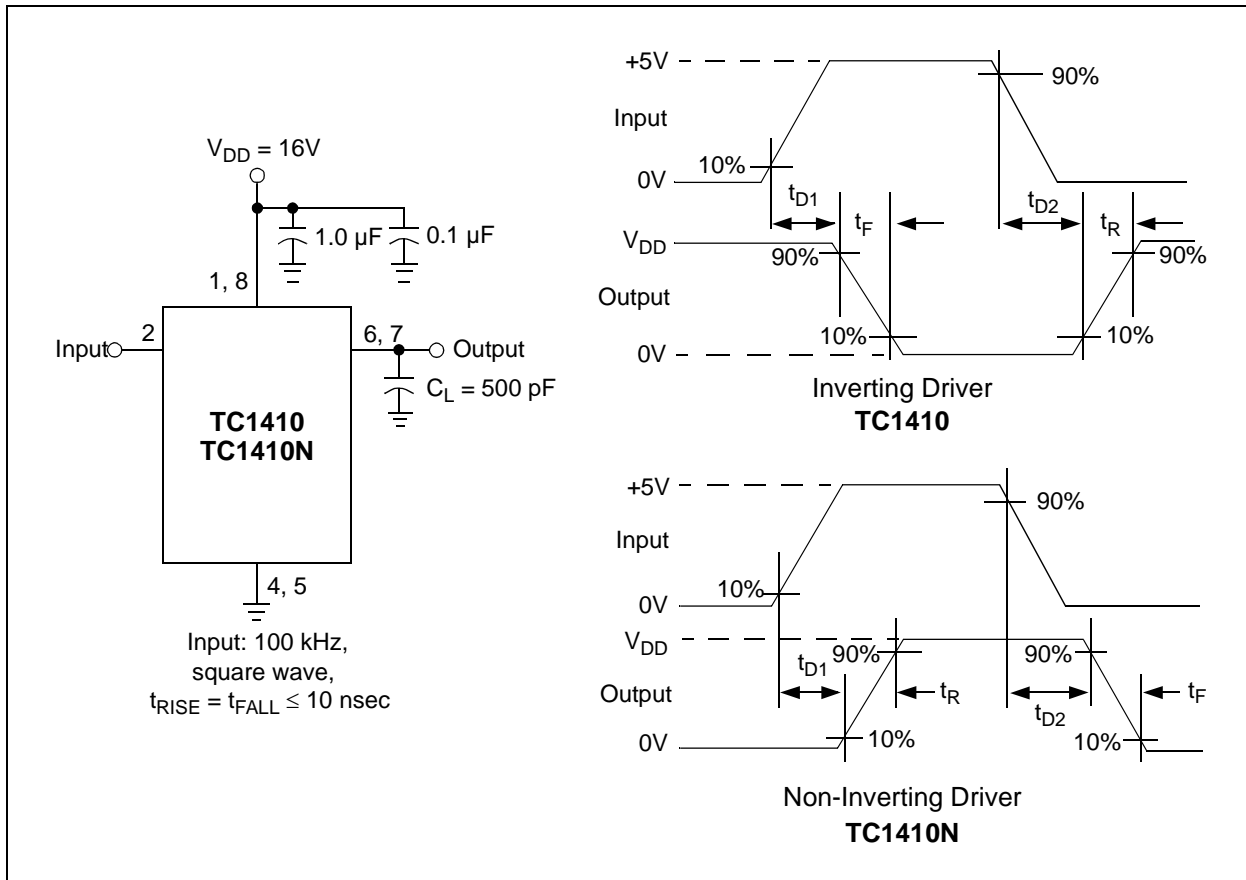 V_DD = 16V
1.0 µF
0.1 µF
1, 8
Input
2
6, 7
Output
C_L = 500 pF
TC1410
TC1410N
4, 5
Input: 100 kHz,
square wave,
t_RISE = t_FALL ≤ 10 nsec
+5V
90%
Input
10%
0V
t_D1
t_F
t_D2
t_R
V_DD
90%
90%
Output
10%
10%
0V
Inverting Driver
TC1410
+5V
90%
Input
10%
0V
V_DD
t_D1
90%
90%
t_R
t_D2
t_F
Output
0V
10%
10%
Non-Inverting Driver
TC1410N